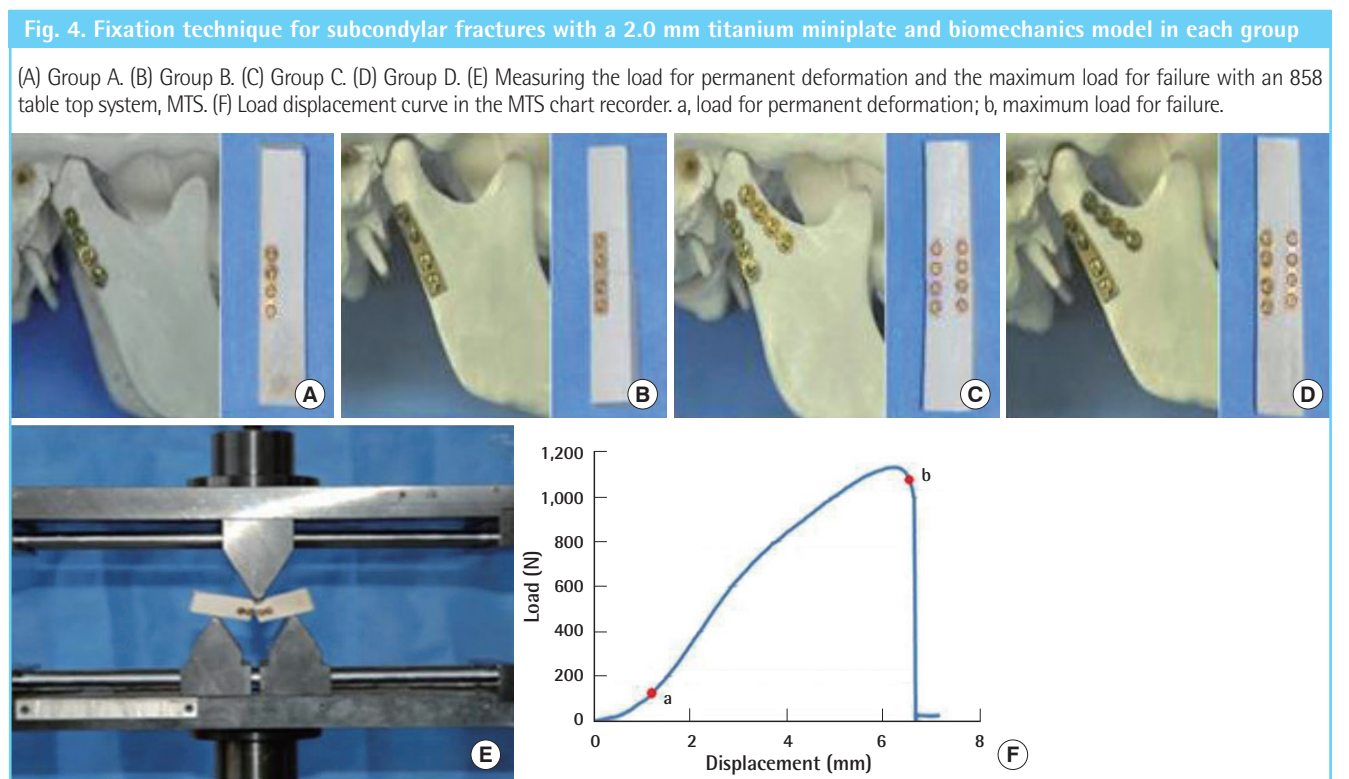 Fig. 4. Fixation technique for subcondylar fractures with a 2.0 mm titanium miniplate and biomechanics model in each group
(A) Group A. (B) Group B. (C) Group C. (D) Group D. (E) Measuring the load for permanent deformation and the maximum load for failure with an 858
table top system, MTS. (F) Load displacement curve in the MTS chart recorder. a, load for permanent deformation; b, maximum load for failure.
A
B
C
D
E
1,200
1,000
800
600
400
200
0
Load (N)
b
a
0 2 4 6 8
Displacement (mm)
F